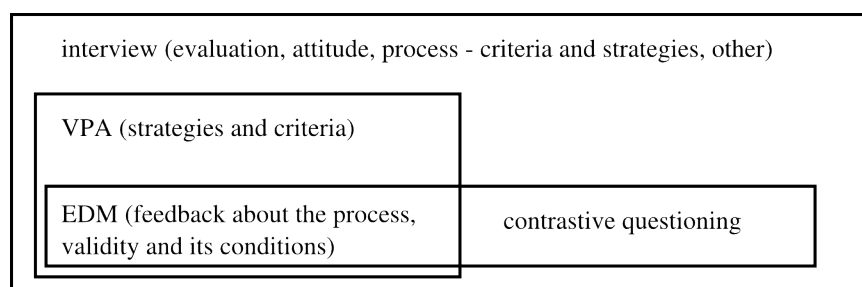 interview (evaluation, attitude, process - criteria and strategies, other)
VPA (strategies and criteria)
EDM (feedback about the process,
validity and its conditions)
contrastive questioning